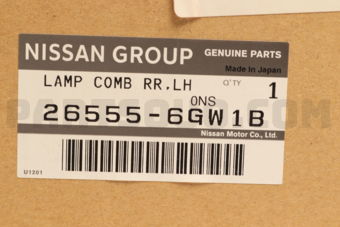 NISSAN GROUP GENUINE PARTS
Made in Japan
LAMP COMB RR.LH Q'TY 1
0NS
26555-6GW1B
Nissan Motor Co., Ltd.
U1201